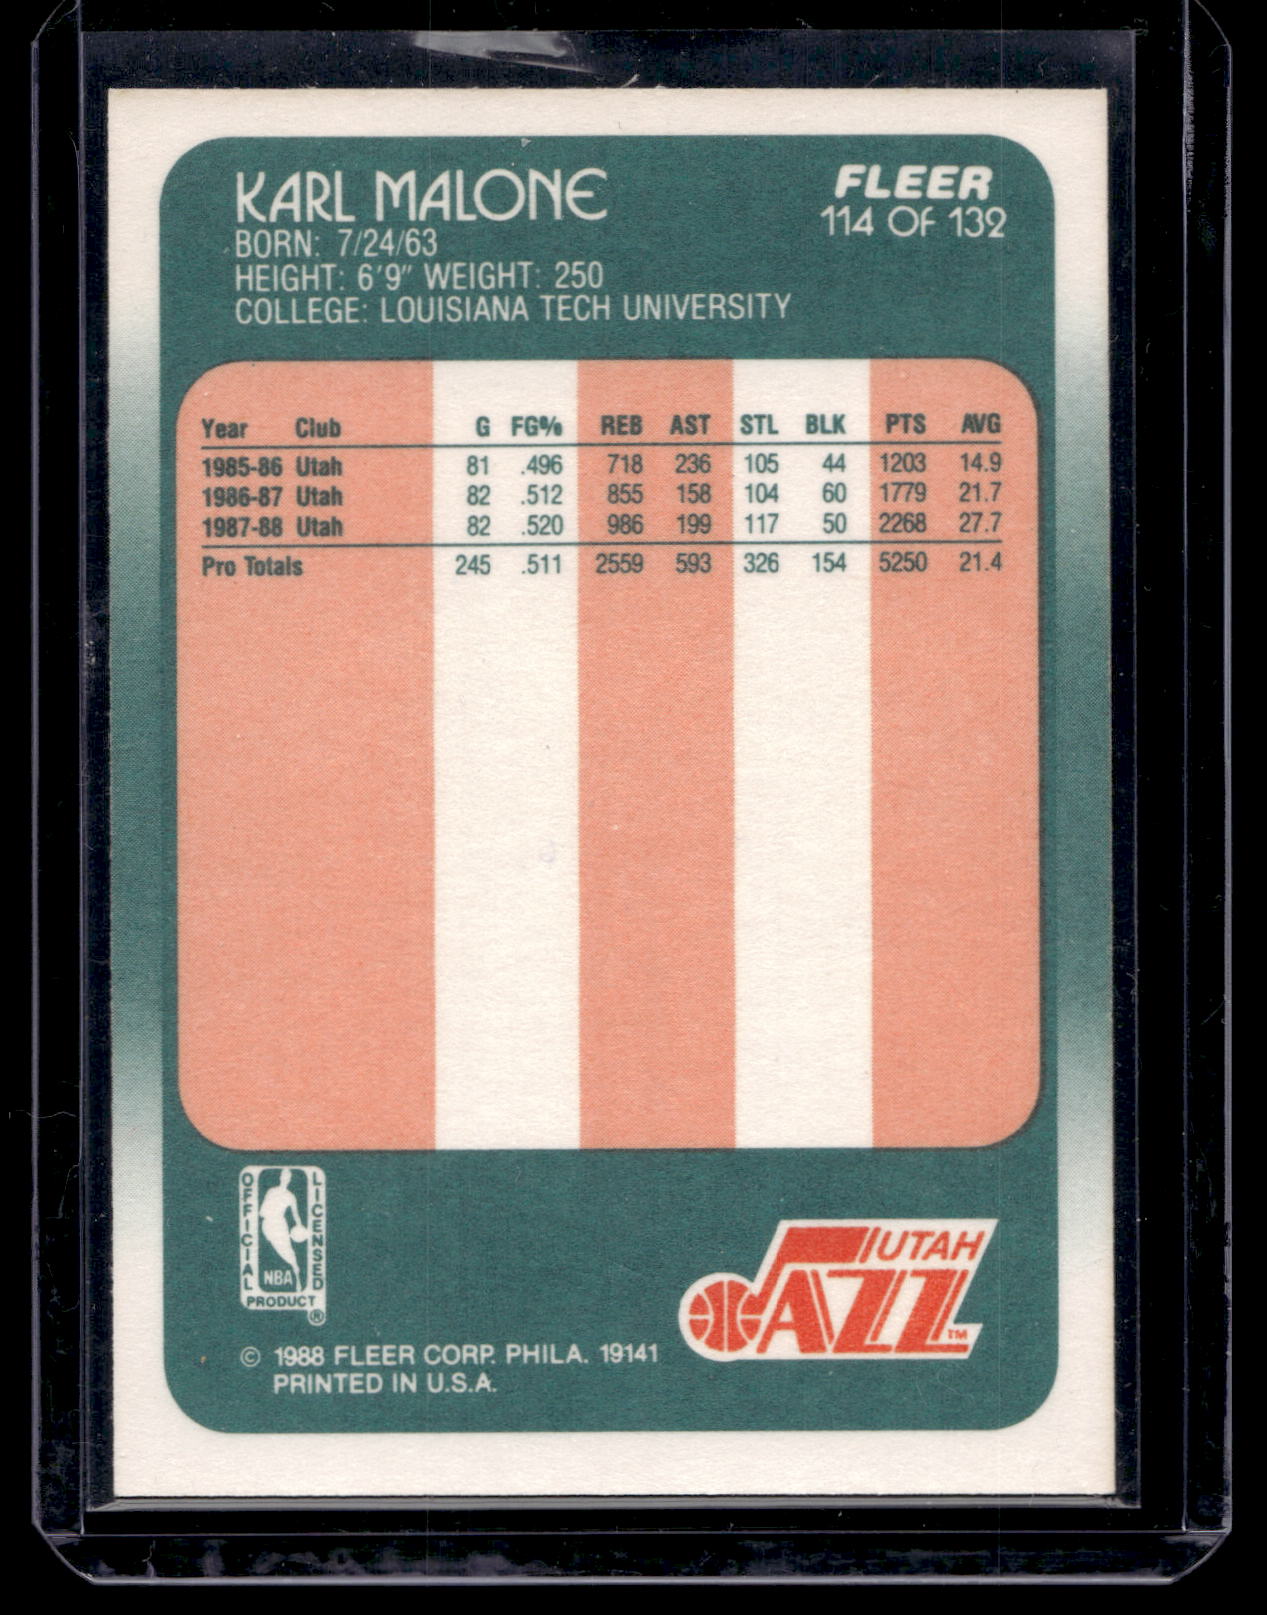 KARL MALONE
FLEER
114 OF 132
BORN: 7/24/63
HEIGHT: 6'9" WEIGHT: 250
COLLEGE: LOUISIANA TECH UNIVERSITY
Year Club G FG% REB AST STL BLK PTS AVG
1985-86 Utah 81 .496 718 236 105 44 1203 14.9
1986-87 Utah 82 .512 855 158 104 60 1779 21.7
1987-88 Utah 82 .520 986 199 117 50 2268 27.7
Pro Totals 245 .511 2559 593 326 154 5250 21.4
OFFICIAL
LICENSED
NBA
PRODUCT
®
UTAH
JAZZ
TM
© 1988 FLEER CORP. PHILA. 19141
PRINTED IN U.S.A.